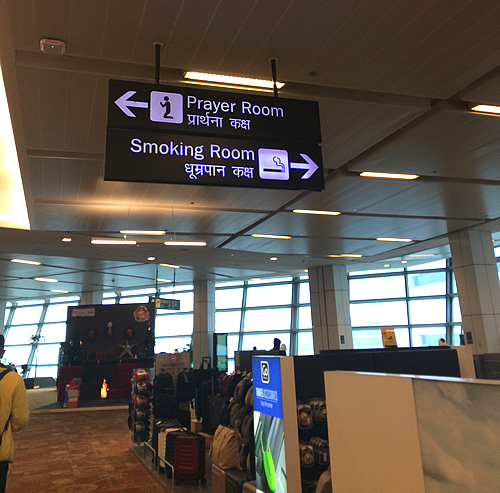 Prayer Room
प्रार्थना कक्ष
Smoking Room
धूम्रपान कक्ष